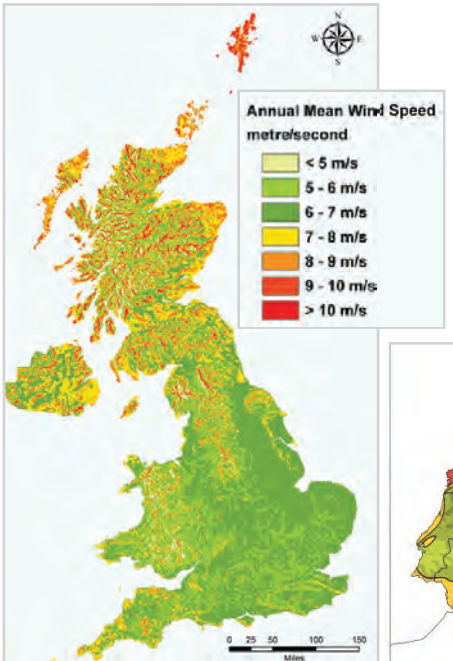 N
W E
S
Annual Mean Wind Speed
metre/second
< 5 m/s
5 - 6 m/s
6 - 7 m/s
7 - 8 m/s
8 - 9 m/s
9 - 10 m/s
> 10 m/s
0 25 50 100 150
Miles